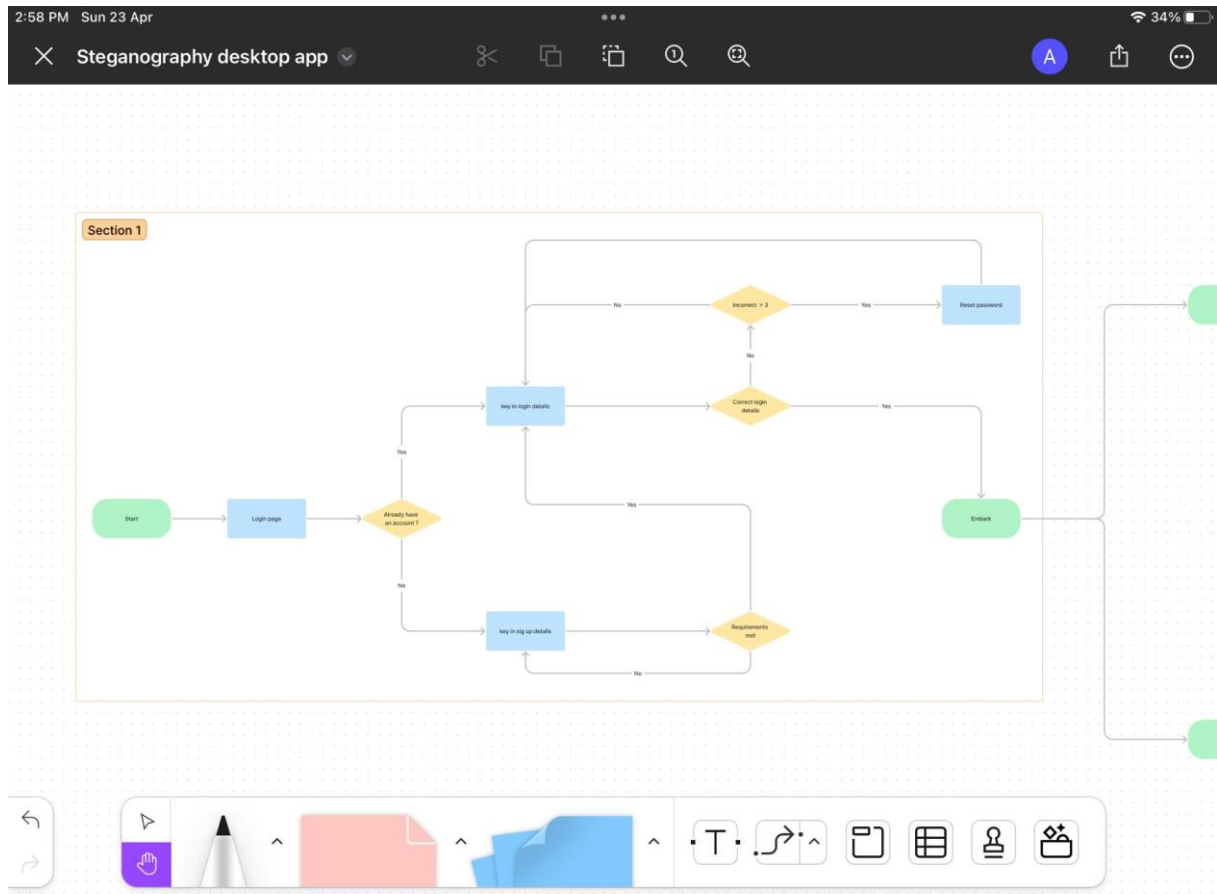 2:58 PM Sun 23 Apr
34%
Steganography desktop app
1
A
Section 1
No
Incorrect > 3
Yes
Reset password
No
key in login details
Correct login
details
Yes
Yes
Yes
Start
Login page
Already have
an account ?
Embark
No
key in sig up details
Requirements
met
No
T